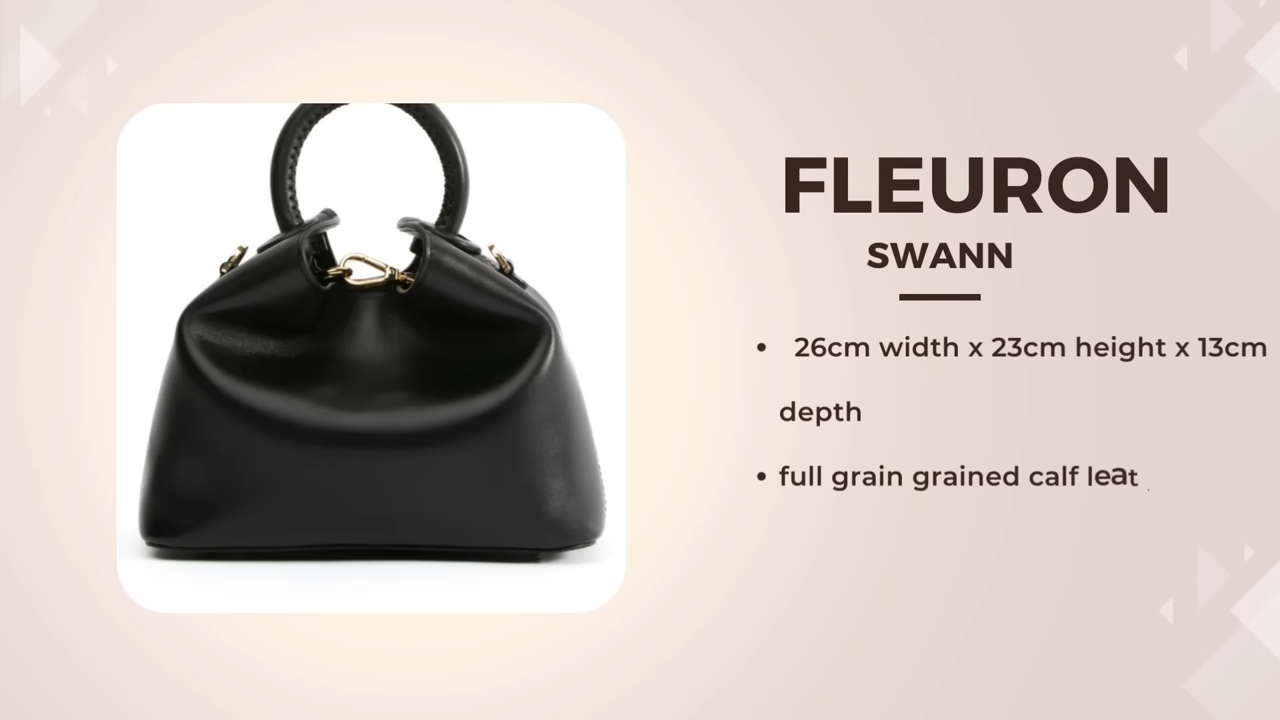 FLEURON
SWANN
• 26cm width x 23cm height x 13cm
depth
• full grain grained calf leat